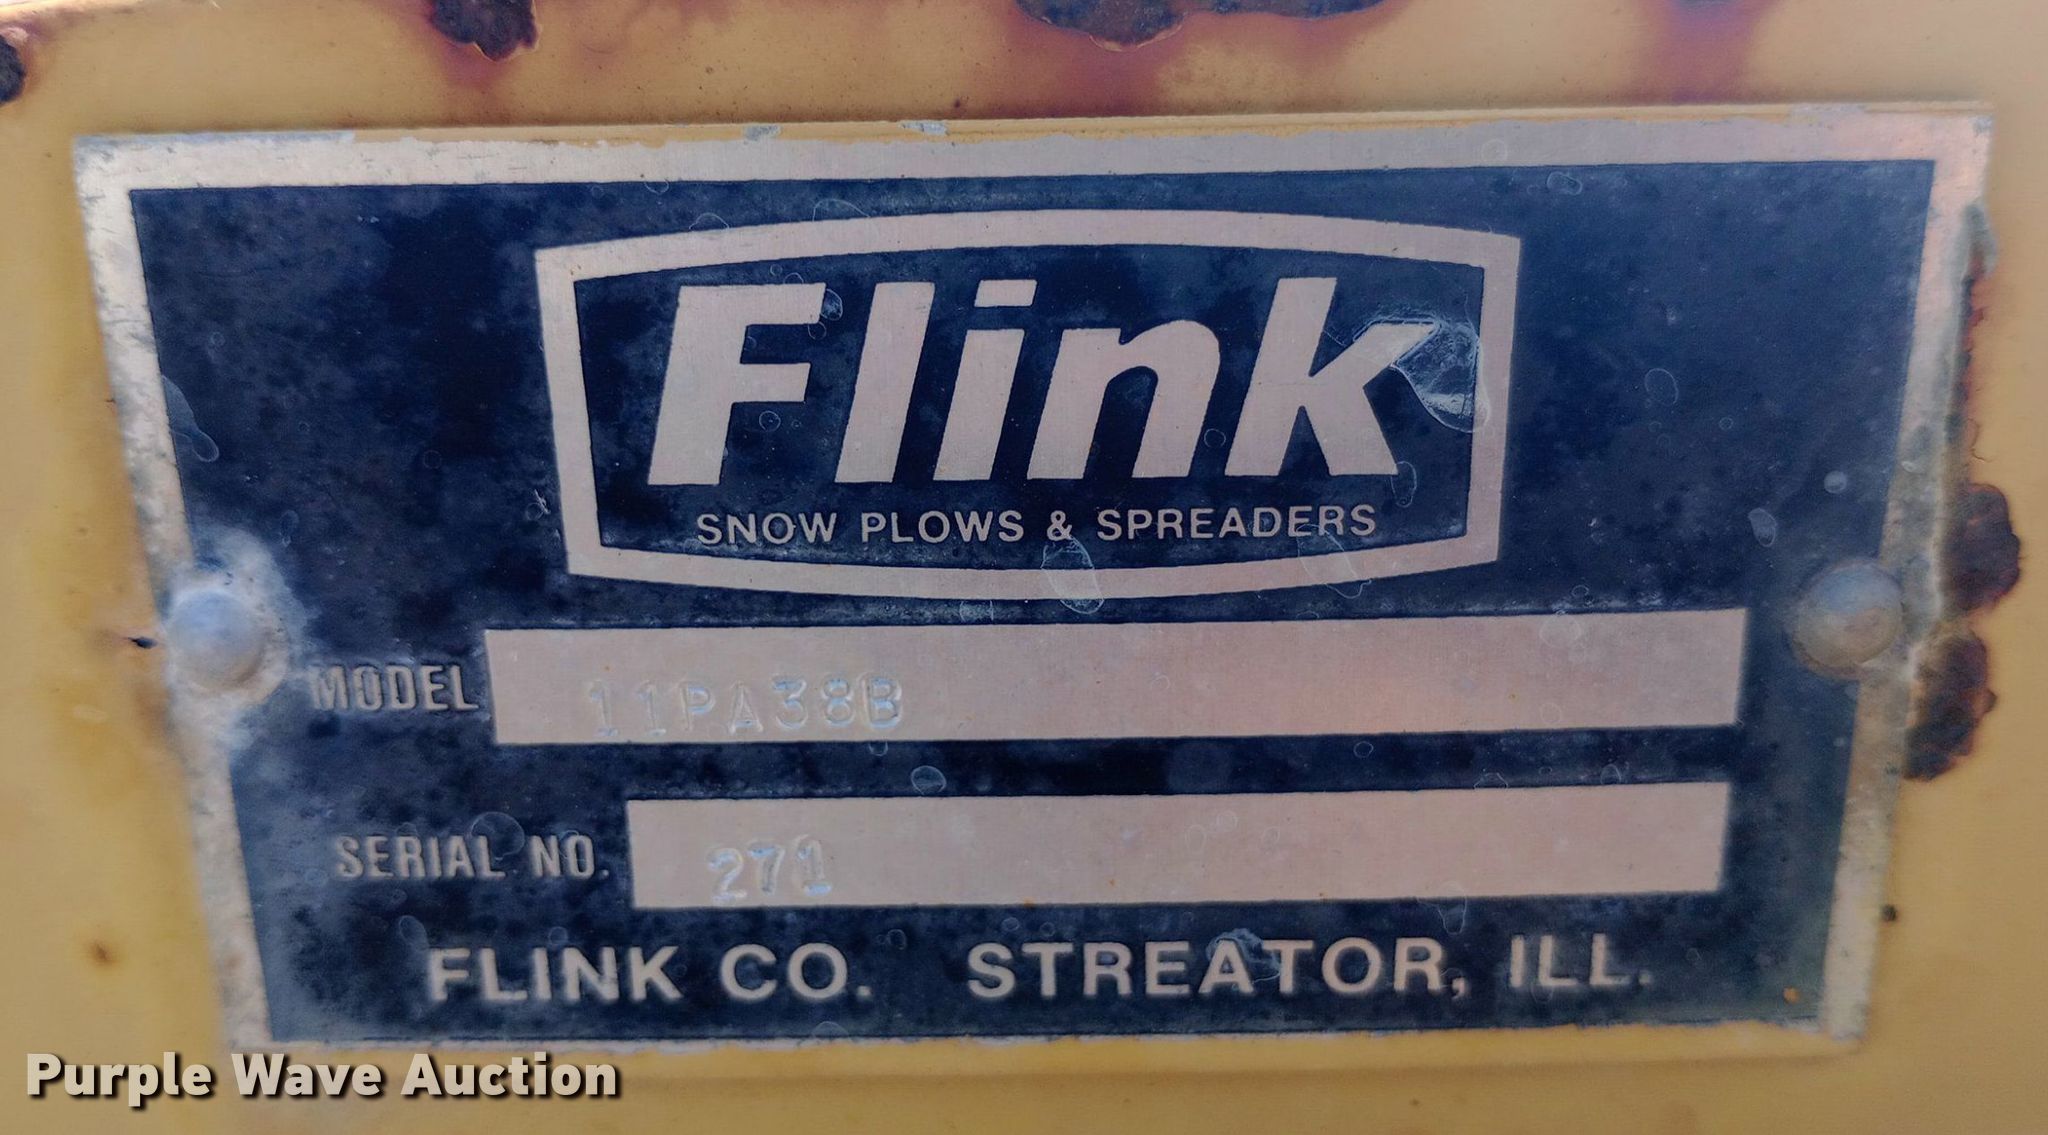 Flink
SNOW PLOWS & SPREADERS
MODEL 11PA38B
SERIAL NO. 271
FLINK CO. STREATOR, ILL.
Purple Wave Auction